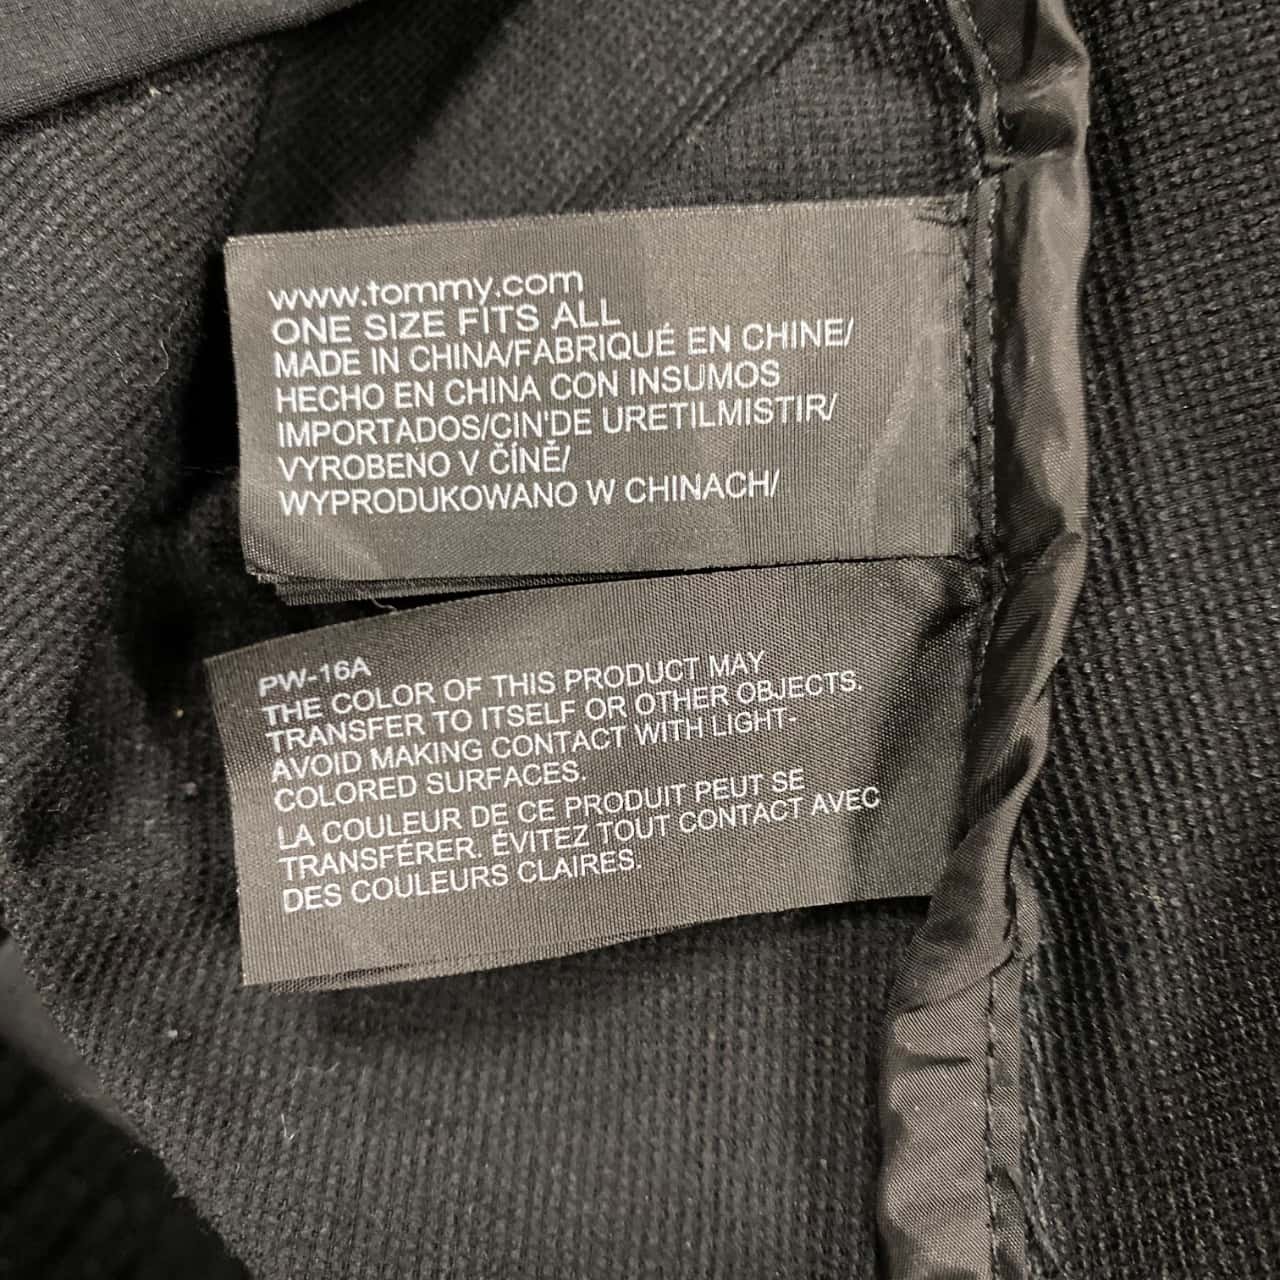 www.tommy.com
ONE SIZE FITS ALL
MADE IN CHINA/FABRIQUÉ EN CHINE/
HECHO EN CHINA CON INSUMOS
IMPORTADOS/CIN'DE URETILMISTIR/
VYROBENO V ČÍNĚ/
WYPRODUKOWANO W CHINACH/
PW-16A
THE COLOR OF THIS PRODUCT MAY
TRANSFER TO ITSELF OR OTHER OBJECTS.
AVOID MAKING CONTACT WITH LIGHT-
COLORED SURFACES.
LA COULEUR DE CE PRODUIT PEUT SE
TRANSFÉRER. ÉVITEZ TOUT CONTACT AVEC
DES COULEURS CLAIRES.